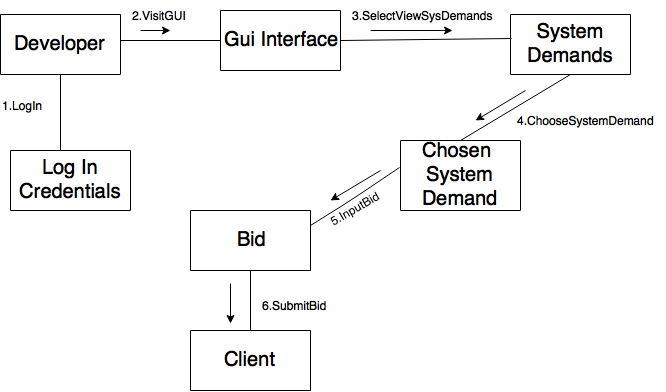 2.VisitGUI
3.SelectViewSysDemands
Developer
Gui Interface
System
Demands
1.LogIn
4.ChooseSystemDemand
Log In
Credentials
Chosen
System
Demand
5.InputBid
Bid
6.SubmitBid
Client